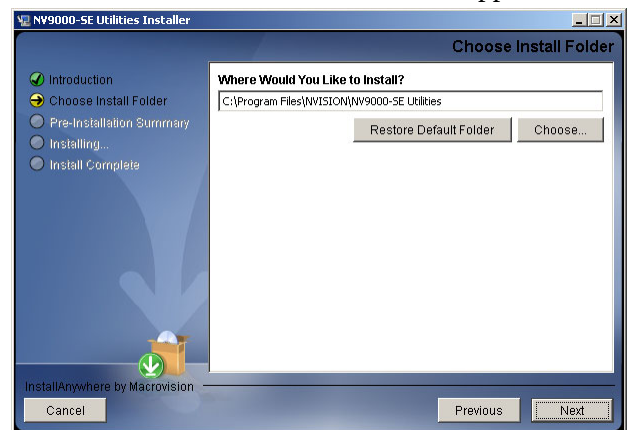 NV9000-SE Utilities Installer
Choose Install Folder
Introduction
Choose Install Folder
Pre-Installation Summary
Installing...
Install Complete
Where Would You Like to Install?
C:\Program Files\NVISION\NV9000-SE Utilities
Restore Default Folder
Choose...
InstallAnywhere by Macrovision
Cancel
Previous
Next